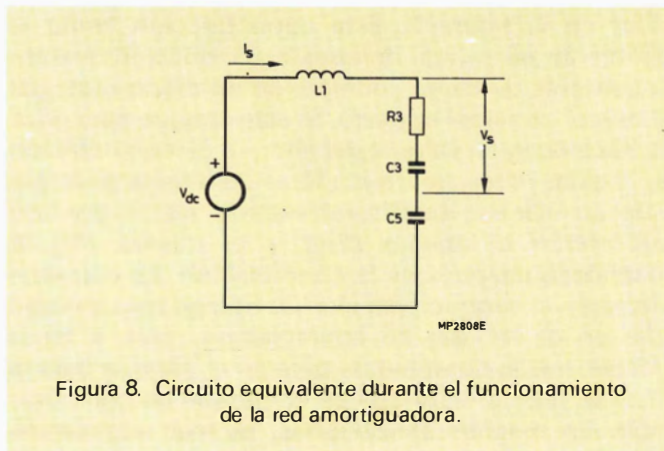 Is
L1
R3
Vs
C3
+
Vdc
-
C5
MP2808E
Figura 8. Circuito equivalente durante el funcionamiento
de la red amortiguadora.